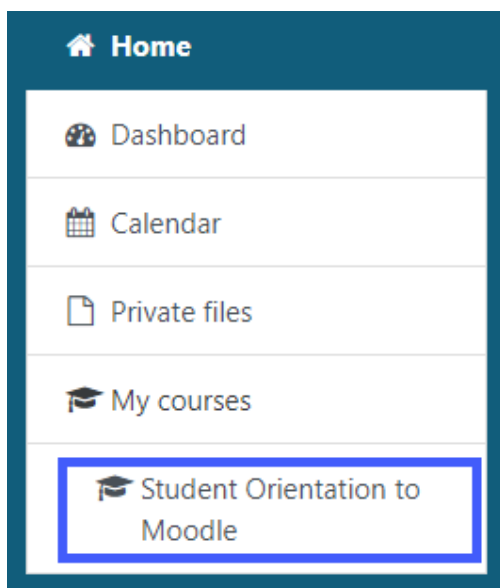 Home
Dashboard
Calendar
Private files
My courses
Student Orientation to
Moodle